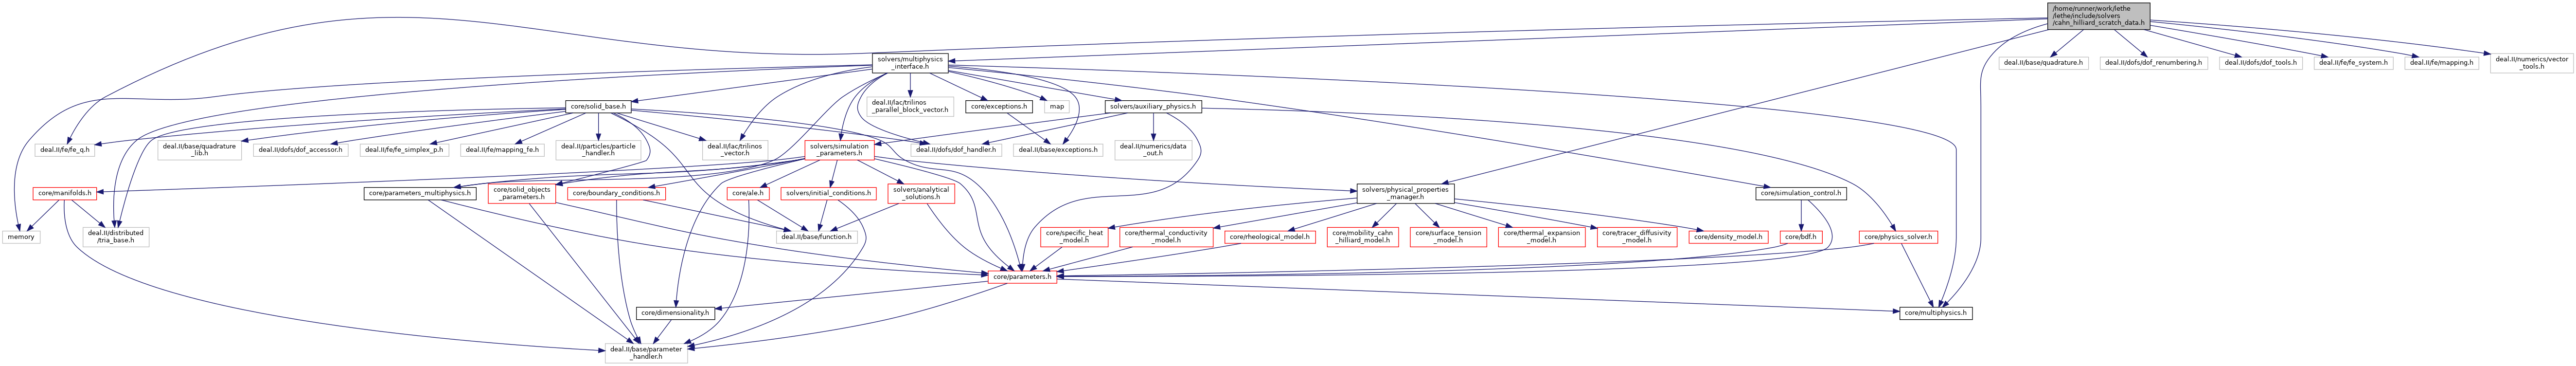 /home/runner/work/lethe
/lethe/include/solvers
/cahn_hilliard_scratch_data.h
solvers/multiphysics
_interface.h
deal.II/base/quadrature.h
deal.II/dofs/dof_renumbering.h
deal.II/dofs/dof_tools.h
deal.II/fe/fe_system.h
deal.II/fe/mapping.h
deal.II/numerics/vector
_tools.h
core/solid_base.h
deal.II/lac/trilinos
_parallel_block_vector.h
core/exceptions.h
map
solvers/auxiliary_physics.h
deal.II/fe/fe_q.h
deal.II/base/quadrature
_lib.h
deal.II/dofs/dof_accessor.h
deal.II/fe/fe_simplex_p.h
deal.II/fe/mapping_fe.h
deal.II/particles/particle
_handler.h
deal.II/lac/trilinos
_vector.h
solvers/simulation
_parameters.h
deal.II/dofs/dof_handler.h
deal.II/base/exceptions.h
deal.II/numerics/data
_out.h
core/manifolds.h
core/parameters_multiphysics.h
core/solid_objects
_parameters.h
core/boundary_conditions.h
core/ale.h
solvers/initial_conditions.h
solvers/analytical
_solutions.h
solvers/physical_properties
_manager.h
core/simulation_control.h
memory
deal.II/distributed
/tria_base.h
deal.II/base/function.h
core/specific_heat
_model.h
core/thermal_conductivity
_model.h
core/rheological_model.h
core/mobility_cahn
_hilliard_model.h
core/surface_tension
_model.h
core/thermal_expansion
_model.h
core/tracer_diffusivity
_model.h
core/density_model.h
core/bdf.h
core/physics_solver.h
core/parameters.h
core/dimensionality.h
core/multiphysics.h
deal.II/base/parameter
_handler.h